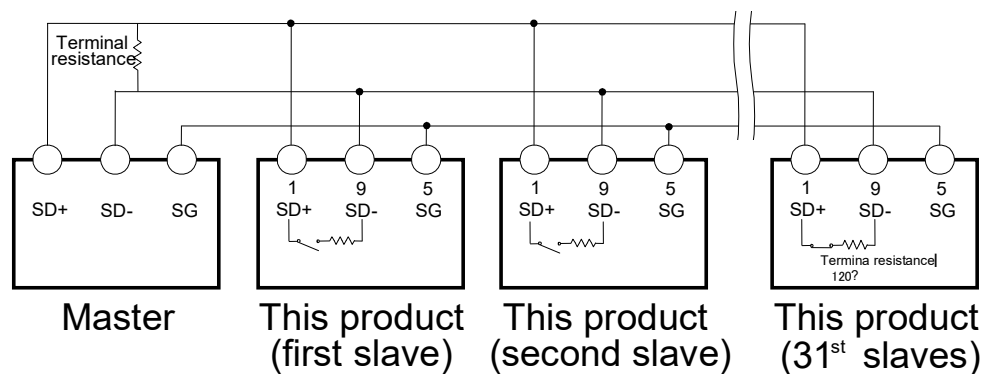 Terminal
resistance
1 9 5
1 9 5
1 9 5
SD+ SD- SG
SD+ SD- SG
SD+ SD- SG
SD+ SD- SG
Termina resistance
120?
Master
This product
(first slave)
This product
(second slave)
This product
(31st slaves)